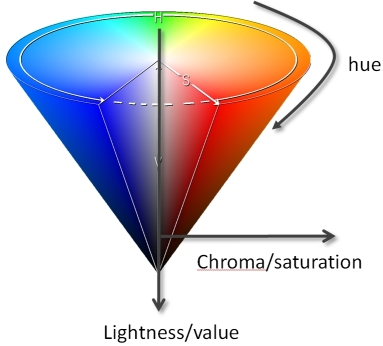 H
hue
S
V
Chroma/saturation
Lightness/value